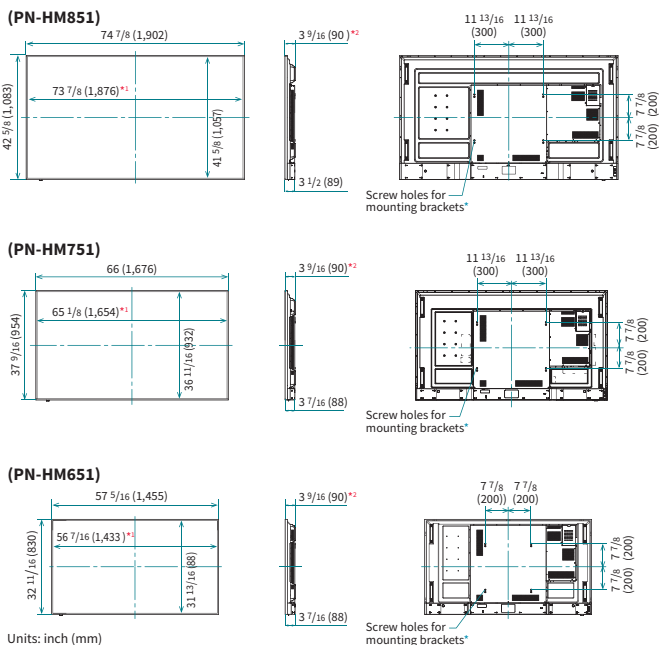 (PN-HM851)
74 7/8 (1,902)
3 9/16 (90 )*2
11 13/16
(300)
11 13/16
(300)
42 5/8 (1,083)
73 7/8 (1,876)*1
41 5/8 (1,057)
7 7/8
(200)
7 7/8
(200)
3 1/2 (89)
Screw holes for
mounting brackets*
(PN-HM751)
66 (1,676)
3 9/16 (90)*2
11 13/16
(300)
11 13/16
(300)
37 9/16 (954)
65 1/8 (1,654)*1
36 11/16 (932)
7 7/8
(200)
7 7/8
(200)
3 7/16 (88)
Screw holes for
mounting brackets*
(PN-HM651)
57 5/16 (1,455)
3 9/16 (90)*2
7 7/8
(200))
7 7/8
(200)
32 11/16 (830)
56 7/16 (1,433 )*1
31 13/16 (88)
7 7/8
(200)
7 7/8
(200)
3 7/16 (88)
Screw holes for
mounting brackets*
Units: inch (mm)